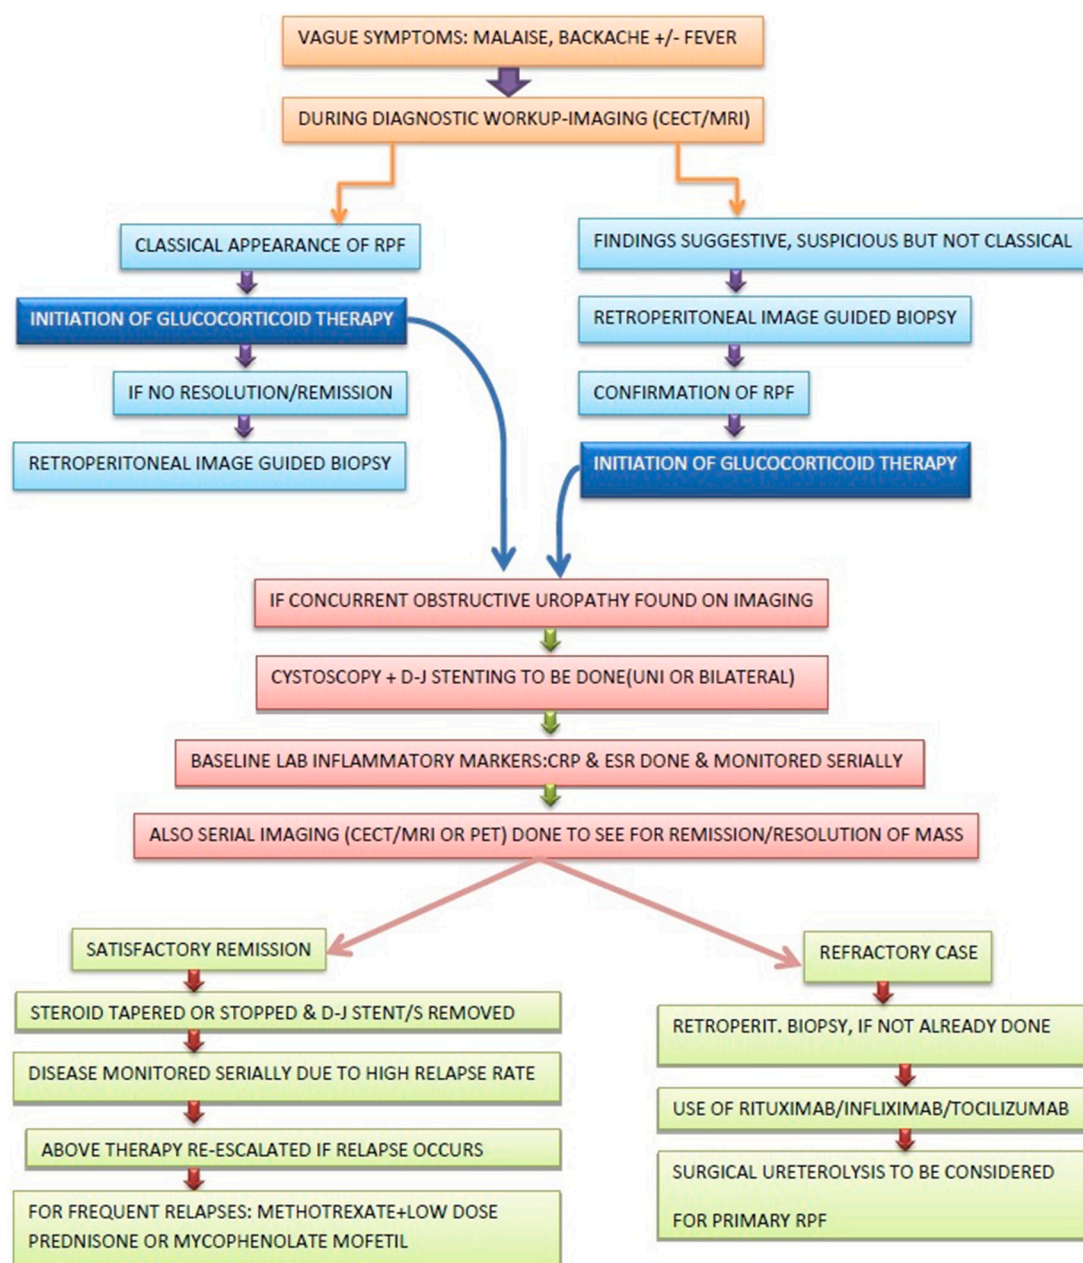 VAGUE SYMPTOMS: MALAISE, BACKACHE +/- FEVER
DURING DIAGNOSTIC WORKUP-IMAGING (CECT/MRI)
CLASSICAL APPEARANCE OF RPF
INITIATION OF GLUCOCORTICOID THERAPY
IF NO RESOLUTION/REMISSION
RETROPERITONEAL IMAGE GUIDED BIOPSY
FINDINGS SUGGESTIVE, SUSPICIOUS BUT NOT CLASSICAL
RETROPERITONEAL IMAGE GUIDED BIOPSY
CONFIRMATION OF RPF
INITIATION OF GLUCOCORTICOID THERAPY
IF CONCURRENT OBSTRUCTIVE UROPATHY FOUND ON IMAGING
CYSTOSCOPY + D-J STENTING TO BE DONE(UNI OR BILATERAL)
BASELINE LAB INFLAMMATORY MARKERS:CRP & ESR DONE & MONITORED SERIALLY
ALSO SERIAL IMAGING (CECT/MRI OR PET) DONE TO SEE FOR REMISSION/RESOLUTION OF MASS
SATISFACTORY REMISSION
STEROID TAPERED OR STOPPED & D-J STENT/S REMOVED
DISEASE MONITORED SERIALLY DUE TO HIGH RELAPSE RATE
ABOVE THERAPY RE-ESCALATED IF RELAPSE OCCURS
FOR FREQUENT RELAPSES: METHOTREXATE+LOW DOSE
PREDNISONE OR MYCOPHENOLATE MOFETIL
REFRACTORY CASE
RETROPERIT. BIOPSY, IF NOT ALREADY DONE
USE OF RITUXIMAB/INFLIXIMAB/TOCILIZUMAB
SURGICAL URETEROLYSIS TO BE CONSIDERED
FOR PRIMARY RPF